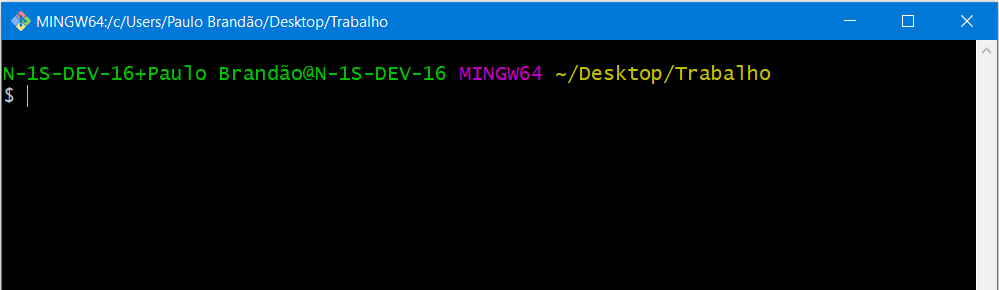 MINGW64:/c/Users/Paulo Brandão/Desktop/Trabalho
N-1S-DEV-16+Paulo Brandão@N-1S-DEV-16 MINGW64 ~/Desktop/Trabalho
$